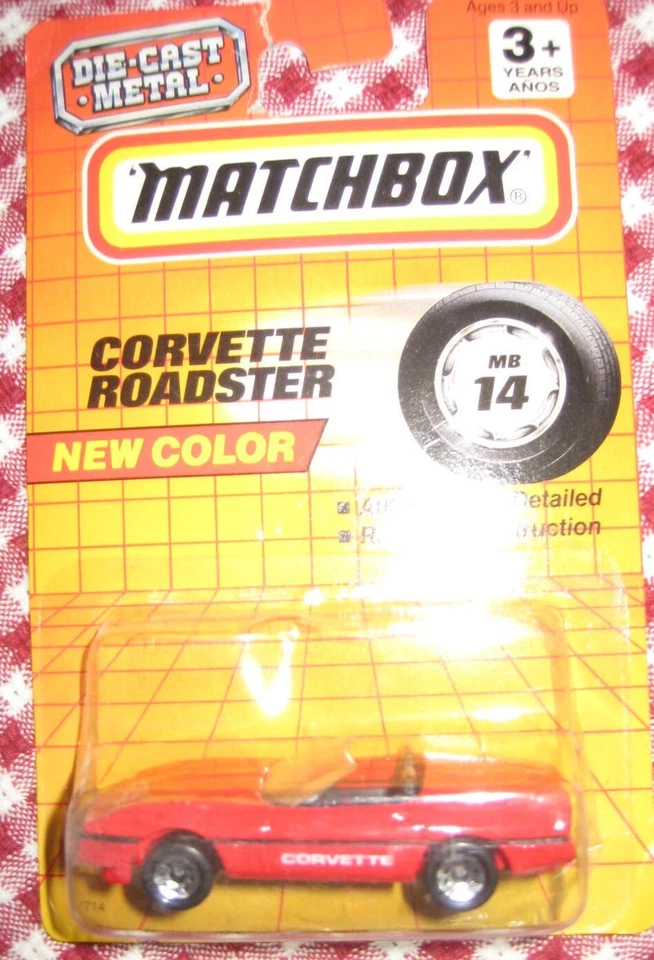 Ages 3 and Up
DIE-CAST
METAL
3+
YEARS
AÑOS
'MATCHBOX'®
CORVETTE
ROADSTER
MB
14
NEW COLOR
Detailed
CORVETTE